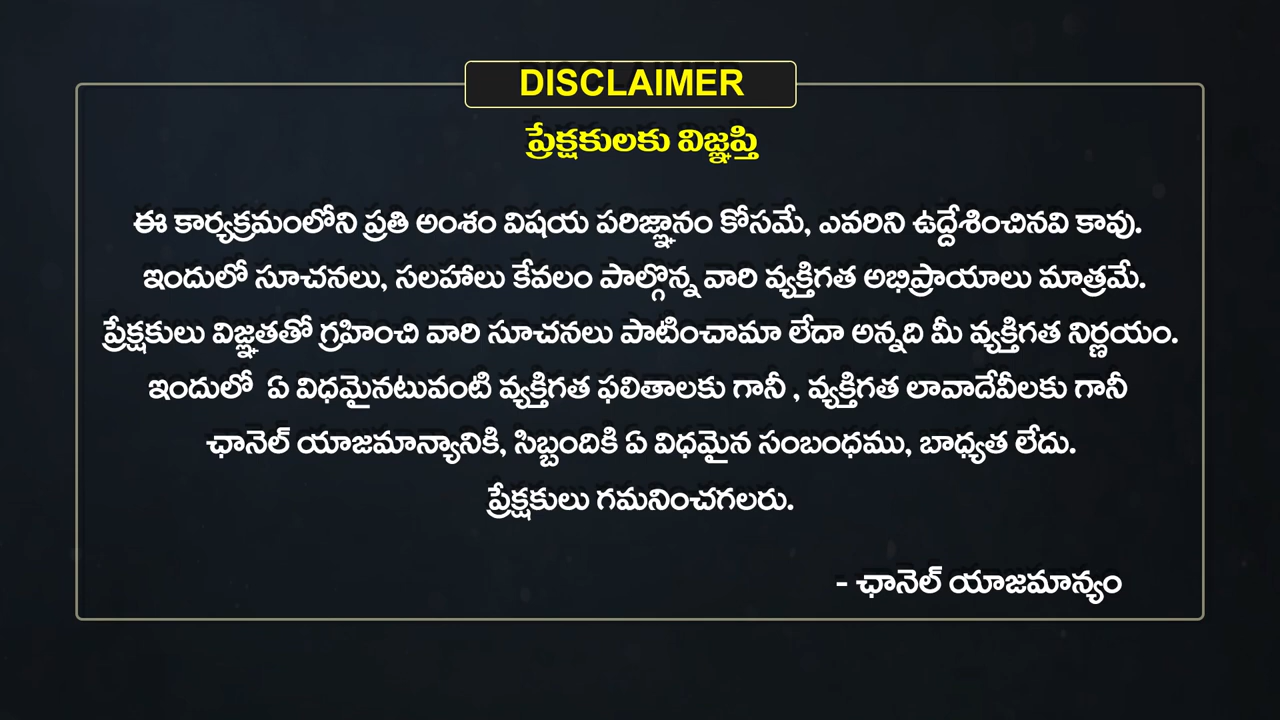 DISCLAIMER
ప్రేక్షకులకు విజ్ఞప్తి
ఈ కార్యక్రమంలోని ప్రతి అంశం విషయ పరిజ్ఞానం కోసమే, ఎవరిని ఉద్దేశించినవి కావు.
ఇందులో సూచనలు, సలహాలు కేవలం పాల్గొన్న వారి వ్యక్తిగత అభిప్రాయాలు మాత్రమే.
ప్రేక్షకులు విజ్ఞతతో గ్రహించి వారి సూచనలు పాటించామా లేదా అన్నది మీ వ్యక్తిగత నిర్ణయం.
ఇందులో ఏ విధమైనటువంటి వ్యక్తిగత ఫలితాలకు గానీ , వ్యక్తిగత లావాదేవీలకు గానీ
ఛానెల్ యాజమాన్యానికి, సిబ్బందికి ఏ విధమైన సంబంధము, బాధ్యత లేదు.
ప్రేక్షకులు గమనించగలరు.
- ఛానెల్ యాజమాన్యం